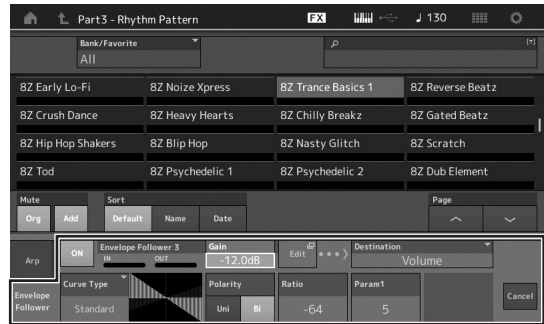 Part3 - Rhythm Pattern FX ♩ 130
Bank/Favorite
All
8Z Early Lo-Fi 8Z Noize Xpress 8Z Trance Basics 1 8Z Reverse Beatz
8Z Crush Dance 8Z Heavy Hearts 8Z Chilly Breakz 8Z Gated Beatz
8Z Hip Hop Shakers 8Z Blip Hop 8Z Nasty Glitch 8Z Scratch
8Z Tod 8Z Psychedelic 1 8Z Psychedelic 2 8Z Dub Element
Mute Sort Page
Org Add Default Name Date
Arp ON Envelope Follower 3 Gain Edit Destination
IN OUT -12.0dB Volume
Envelope Follower Curve Type Polarity Ratio Param1 Cancel
Standard Uni Bi -64 5